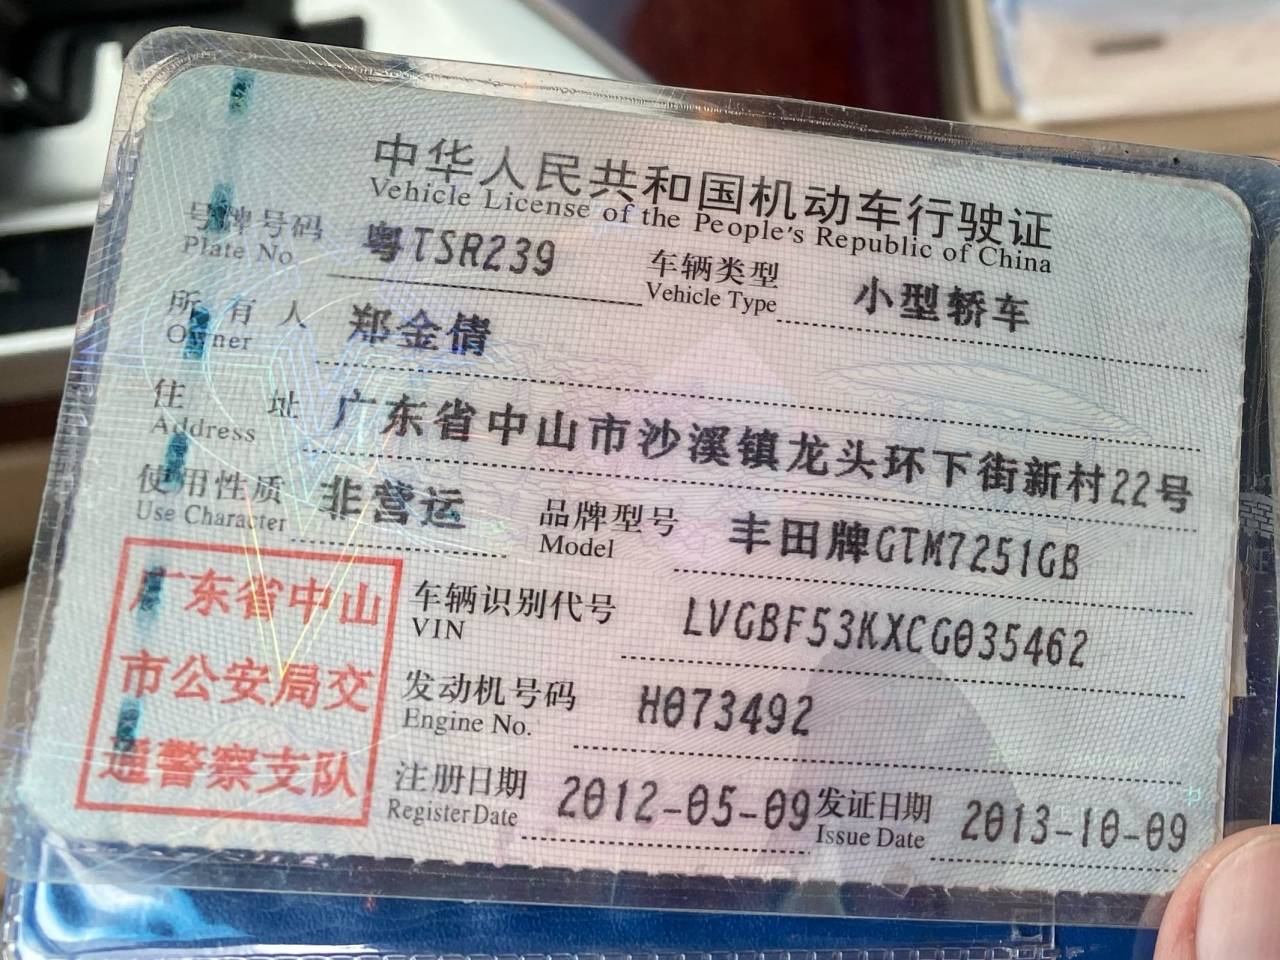 中华人民共和国机动车行驶证
Vehicle License of the People's Republic of China
号牌号码 粤TSR239 车辆类型 小型轿车
Plate No. Vehicle Type
所有人 郑金倩
Owner
住址 广东省中山市沙溪镇龙头环下街新村22号
Address
使用性质 非营运 品牌型号 丰田牌GTM7251GB
Use Character Model
广东省中山
市公安局交
通警察支队
车辆识别代号 LVGBF53KXCG035462
VIN
发动机号码 H073492
Engine No.
注册日期 2012-05-09 发证日期 2013-10-09
Register Date Issue Date